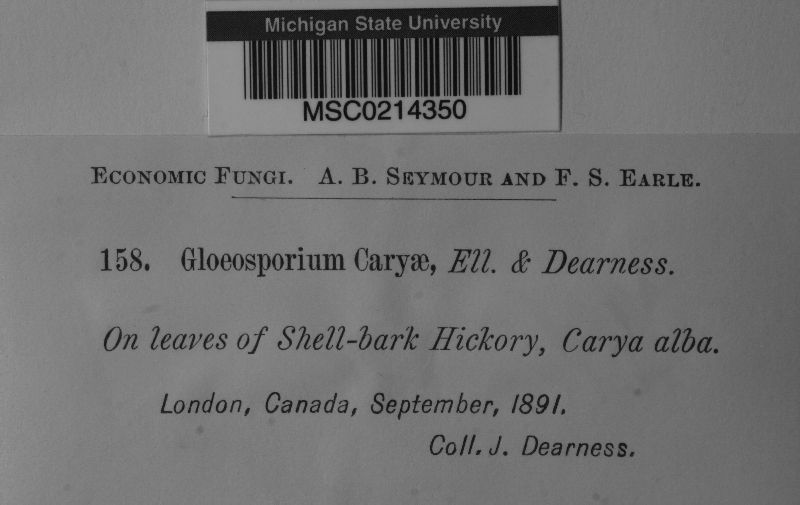 Michigan State University
MSC0214350
Economic Fungi. A. B. Seymour and F. S. Earle.
158. Gloeosporium Caryæ, Ell. & Dearness.
On leaves of Shell-bark Hickory, Carya alba.
London, Canada, September, 1891.
Coll. J. Dearness.